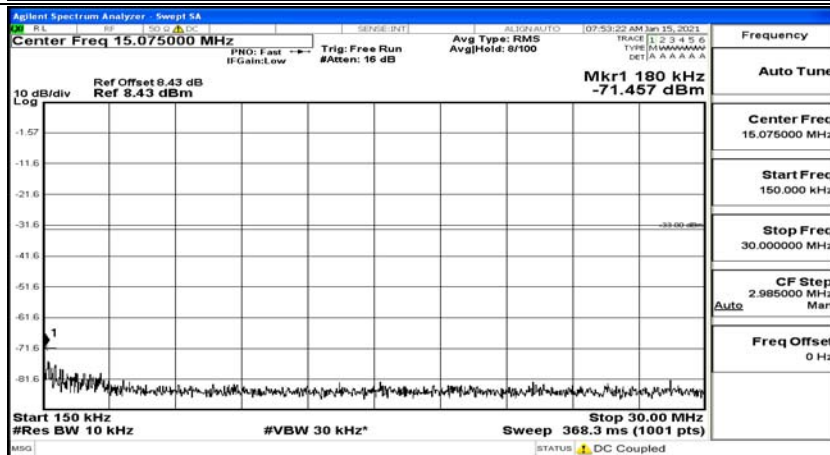 Agilent Spectrum Analyzer - Swept SA
RL RF 50 Ω DC SENSE:INT ALIGN AUTO 07:53:22 AM Jan 15, 2021
Center Freq 15.075000 MHz
PNO: Fast
IFGain:Low
Trig: Free Run
#Atten: 16 dB
Avg Type: RMS
Avg|Hold: 8/100
TRACE 1 2 3 4 5 6
TYPE M W W W W W
DET A A A A A A
Ref Offset 8.43 dB
10 dB/div Ref 8.43 dBm
Log
Mkr1 180 kHz
-71.457 dBm
-1.57
-11.6
-21.6
-31.6
-33.00 dBm
-41.6
-51.6
-61.6
1
-71.6
-81.6
Start 150 kHz Stop 30.00 MHz
#Res BW 10 kHz #VBW 30 kHz* Sweep 368.3 ms (1001 pts)
MSG STATUS DC Coupled
Frequency
Auto Tune
Center Freq
15.075000 MHz
Start Freq
150.000 kHz
Stop Freq
30.000000 MHz
CF Step
2.985000 MHz
Auto Man
Freq Offset
0 Hz